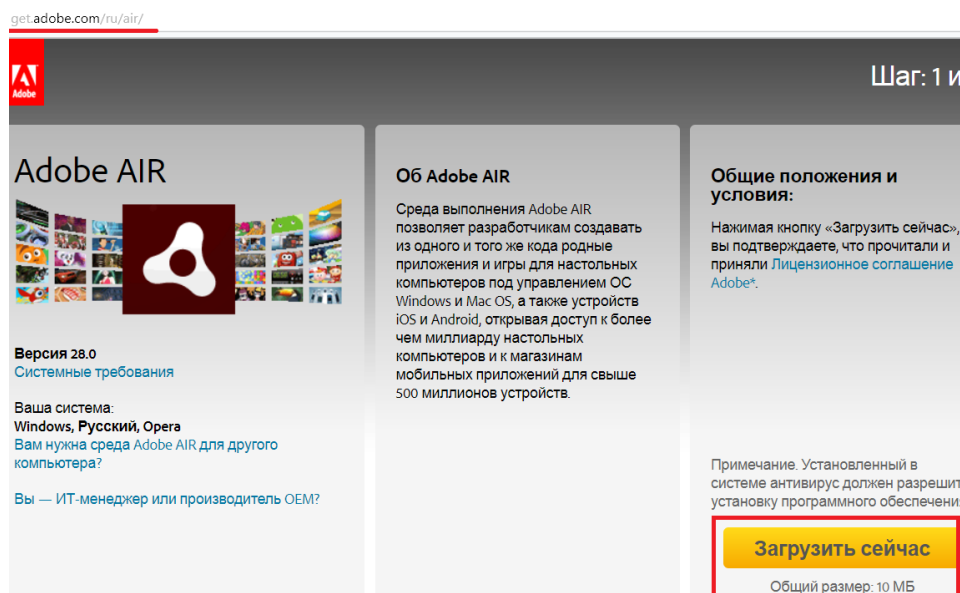 get.adobe.com/ru/air/
Adobe
Шаг: 1 и
Adobe AIR
Версия 28.0
Системные требования
Ваша система:
Windows, Русский, Opera
Вам нужна среда Adobe AIR для другого
компьютера?
Вы — ИТ-менеджер или производитель OEM?
Об Adobe AIR
Среда выполнения Adobe AIR
позволяет разработчикам создавать
из одного и того же кода родные
приложения и игры для настольных
компьютеров под управлением ОС
Windows и Mac OS, а также устройств
iOS и Android, открывая доступ к более
чем миллиарду настольных
компьютеров и к магазинам
мобильных приложений для свыше
500 миллионов устройств.
Общие положения и
условия:
Нажимая кнопку «Загрузить сейчас»,
вы подтверждаете, что прочитали и
приняли Лицензионное соглашение
Adobe*.
Примечание. Установленный в
системе антивирус должен разрешит
установку программного обеспечени
Загрузить сейчас
Общий размер: 10 МБ